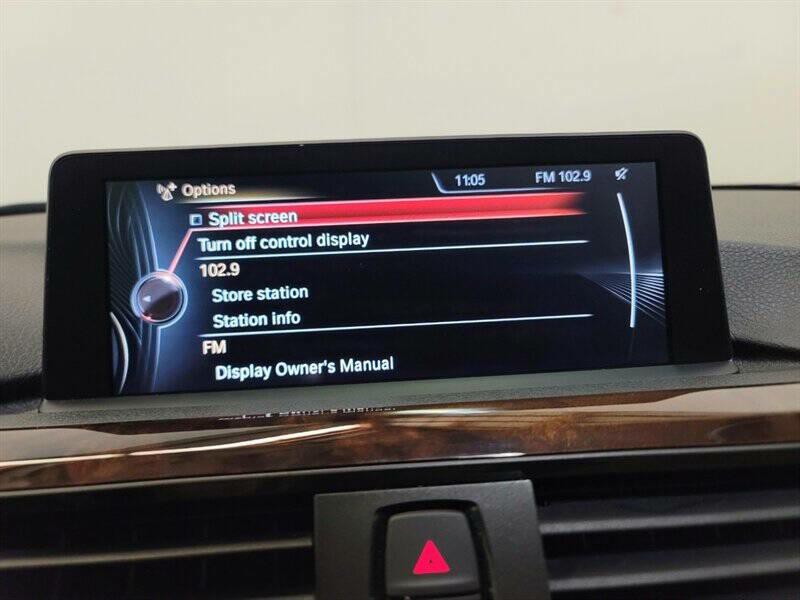 Options 11:05 FM 102.9
Split screen
Turn off control display
102.9
Store station
Station info
FM
Display Owner's Manual